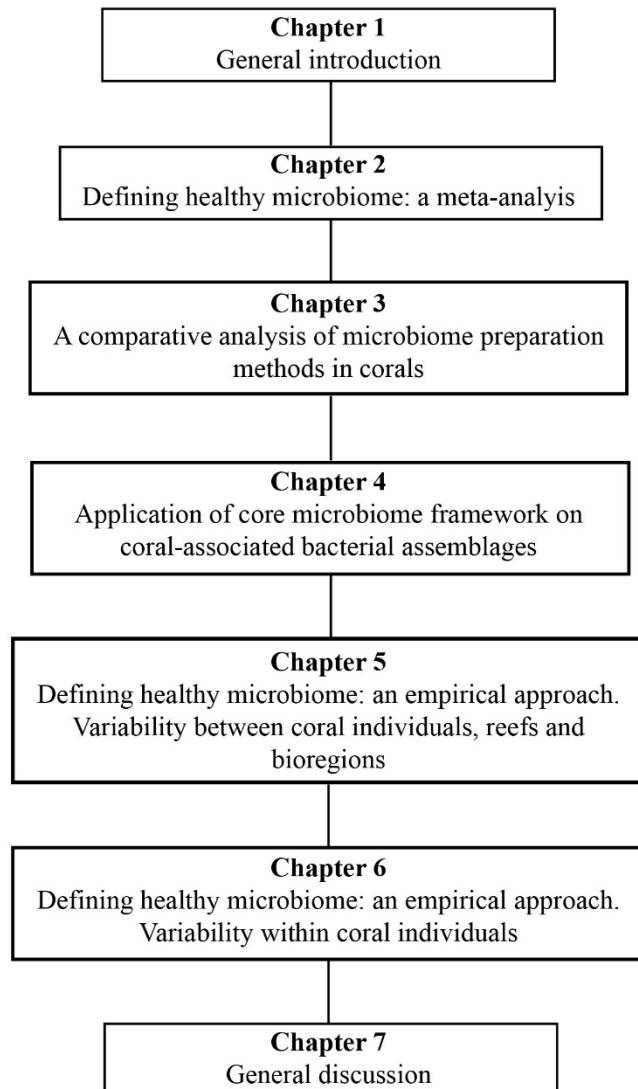 Chapter 1
General introduction
Chapter 2
Defining healthy microbiome: a meta-analyis
Chapter 3
A comparative analysis of microbiome preparation
methods in corals
Chapter 4
Application of core microbiome framework on
coral-associated bacterial assemblages
Chapter 5
Defining healthy microbiome: an empirical approach.
Variability between coral individuals, reefs and
bioregions
Chapter 6
Defining healthy microbiome: an empirical approach.
Variability within coral individuals
Chapter 7
General discussion